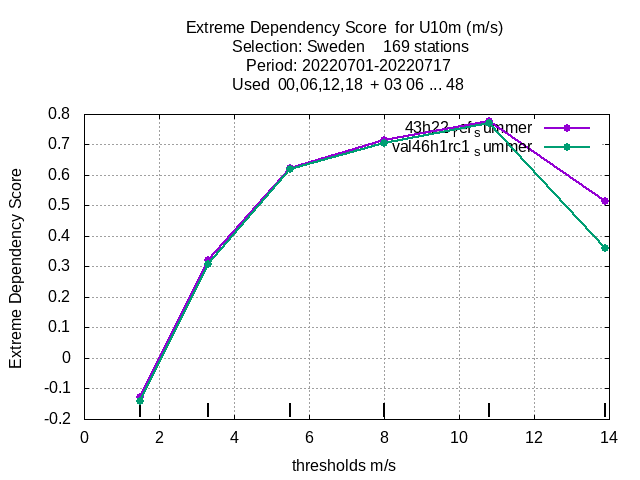 Extreme Dependency Score for U10m (m/s)
Selection: Sweden 169 stations
Period: 20220701-20220717
Used 00,06,12,18 + 03 06 ... 48
0.8
0.7
0.6
0.5
0.4
0.3
0.2
0.1
0
-0.1
-0.2
Extreme Dependency Score
43h22_ref_summer
val46h1rc1_summer
0 2 4 6 8 10 12 14
thresholds m/s